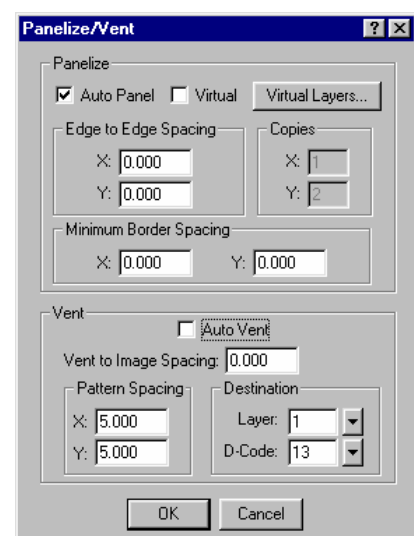 Panelize/Vent
Panelize
Auto Panel Virtual Virtual Layers...
Edge to Edge Spacing Copies
X: 0.000 X: 1
Y: 0.000 Y: 2
Minimum Border Spacing
X: 0.000 Y: 0.000
Vent
Auto Vent
Vent to Image Spacing: 0.000
Pattern Spacing Destination
X: 5.000 Layer: 1
Y: 5.000 D-Code: 13
OK Cancel